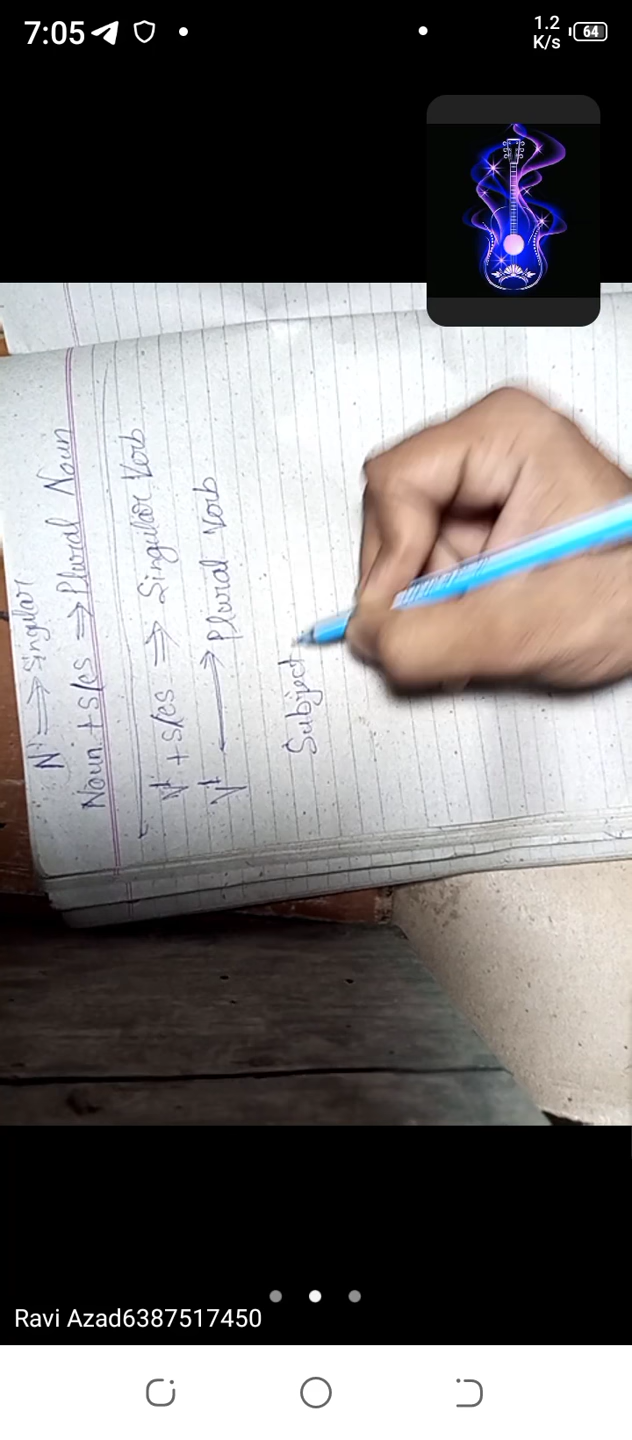 7:05
1.2
K/s
64
N ⇒ Singular
Noun + s/es ⇒ Plural Noun
V¹ + s/es ⇒ Singular Verb
V¹ → Plural Verb
Subject
Ravi Azad6387517450